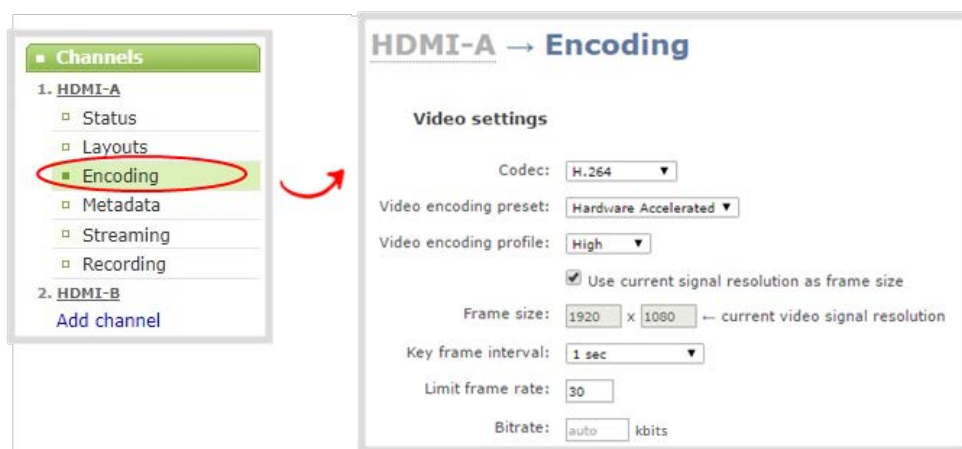 Channels
1. HDMI-A
Status
Layouts
Encoding
Metadata
Streaming
Recording
2. HDMI-B
Add channel
HDMI-A → Encoding
Video settings
Codec: H.264
Video encoding preset: Hardware Accelerated
Video encoding profile: High
Use current signal resolution as frame size
Frame size: 1920 x 1080 ← current video signal resolution
Key frame interval: 1 sec
Limit frame rate: 30
Bitrate: auto kbits